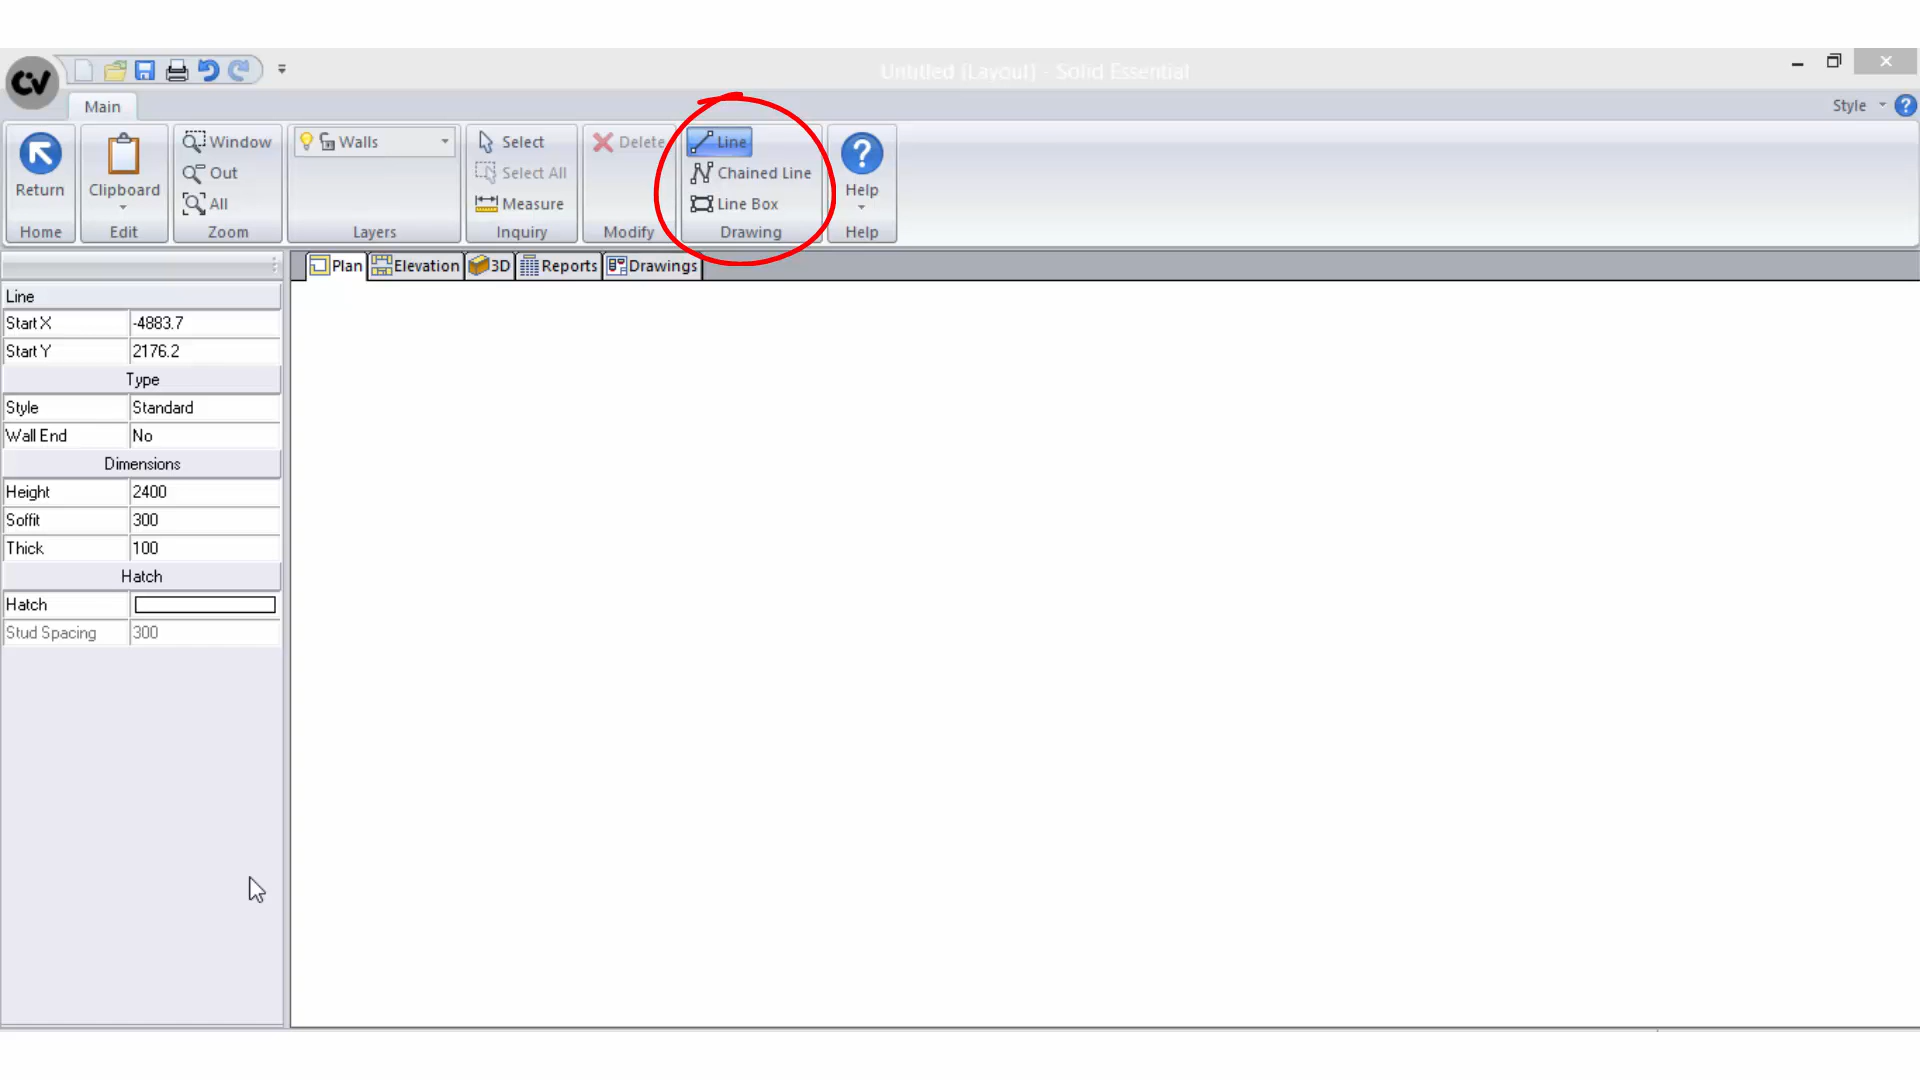 CV
Untitled (Layout) - Solid Essential
Main
Style
Return
Clipboard
Window
Out
All
Walls
Select
Select All
Measure
Delete
Line
Chained Line
Line Box
Help
Home
Edit
Zoom
Layers
Inquiry
Modify
Drawing
Help
Plan
Elevation
3D
Reports
Drawings
Line
Start X -4883.7
Start Y 2176.2
Type
Style Standard
Wall End No
Dimensions
Height 2400
Soffit 300
Thick 100
Hatch
Hatch
Stud Spacing 300